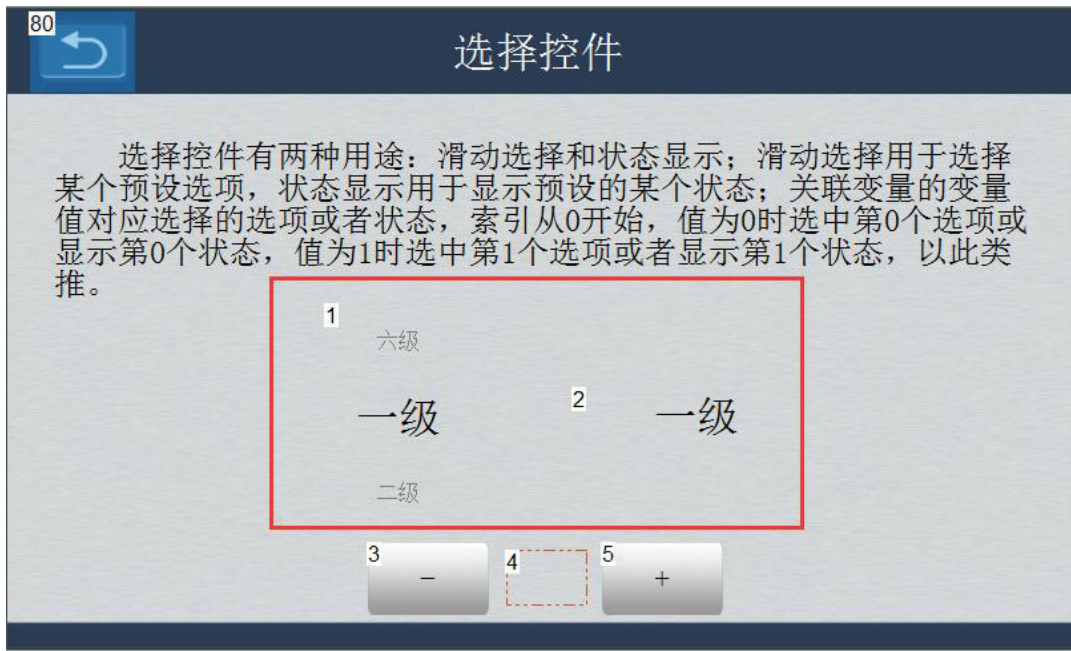 80
选择控件
选择控件有两种用途：滑动选择和状态显示；滑动选择用于选择
某个预设选项，状态显示用于显示预设的某个状态；关联变量的变量
值对应选择的选项或者状态，索引从0开始，值为0时选中第0个选项或
显示第0个状态，值为1时选中第1个选项或者显示第1个状态，以此类
推。
1
六级
一级
2
一级
二级
3
-
4
5
+